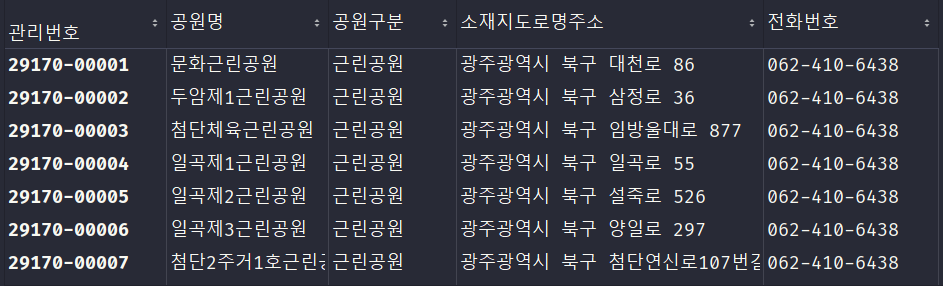 관리번호 공원명 공원구분 소재지도로명주소 전화번호
29170-00001 문화근린공원 근린공원 광주광역시 북구 대천로 86 062-410-6438
29170-00002 두암제1근린공원 근린공원 광주광역시 북구 삼정로 36 062-410-6438
29170-00003 첨단체육근린공원 근린공원 광주광역시 북구 임방울대로 877 062-410-6438
29170-00004 일곡제1근린공원 근린공원 광주광역시 북구 일곡로 55 062-410-6438
29170-00005 일곡제2근린공원 근린공원 광주광역시 북구 설죽로 526 062-410-6438
29170-00006 일곡제3근린공원 근린공원 광주광역시 북구 양일로 297 062-410-6438
29170-00007 첨단2주거1호근린 근린공원 광주광역시 북구 첨단연신로107번길 062-410-6438